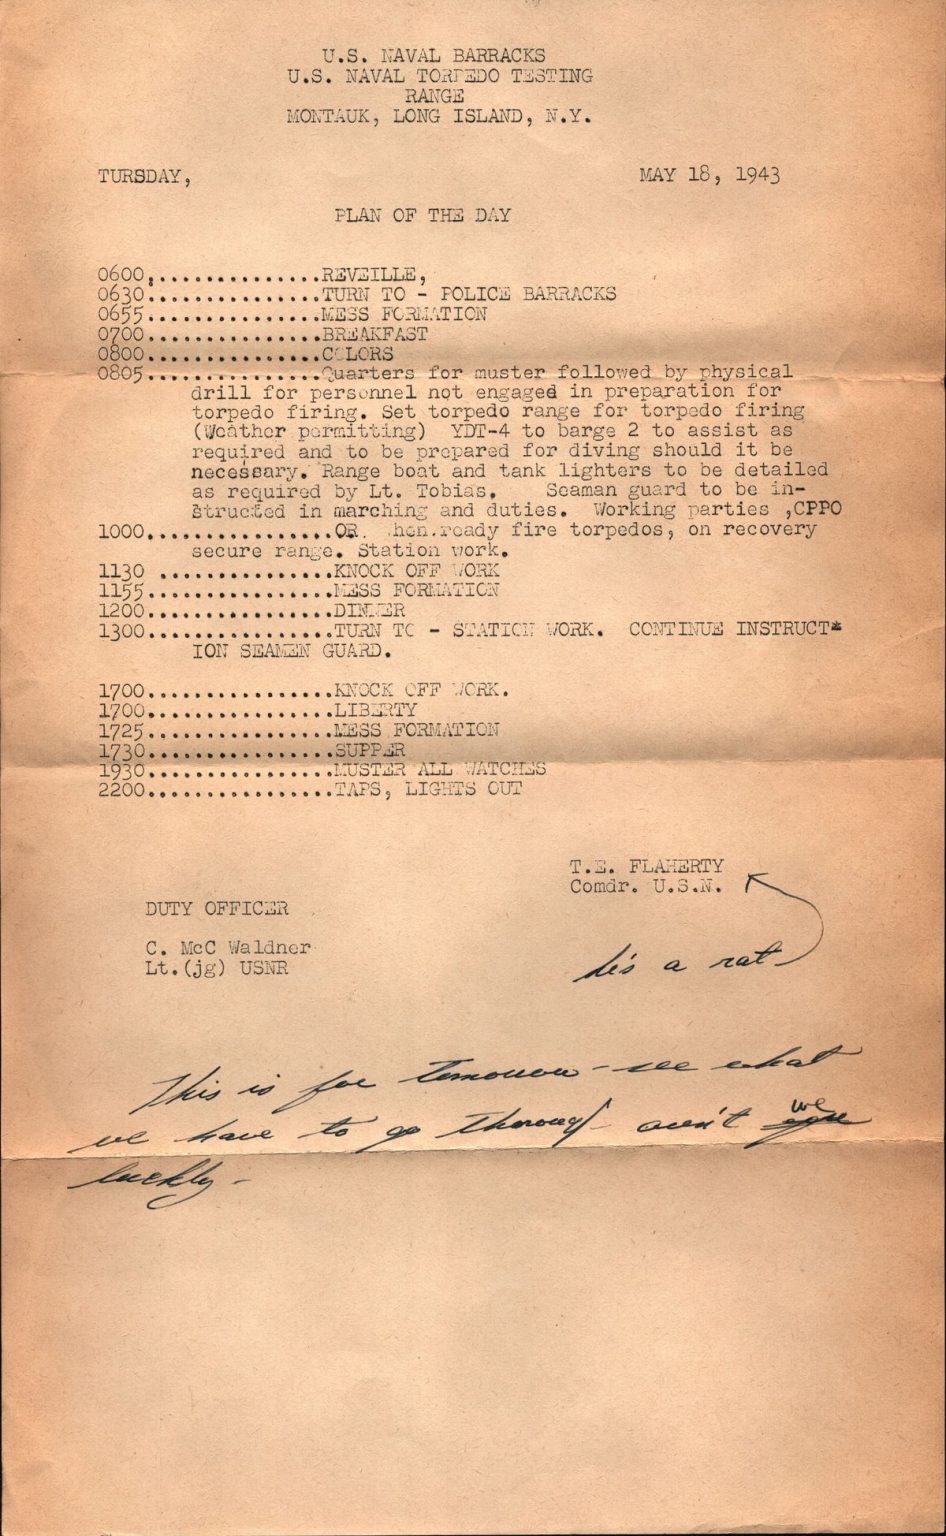 U.S. NAVAL BARRACKS
U.S. NAVAL TORPEDO TESTING
RANGE
MONTAUK, LONG ISLAND, N.Y.
TURSDAY, MAY 18, 1943
PLAN OF THE DAY
0600................REVEILLE,
0630................TURN TO - POLICE BARRACKS
0655................MESS FORMATION
0700................BREAKFAST
0800................COLORS
0805................Quarters for muster followed by physical
drill for personnel not engaged in preparation for
torpedo firing. Set torpedo range for torpedo firing
(Weather permitting) YDT-4 to barge 2 to assist as
required and to be prepared for diving should it be
necessary. Range boat and tank lighters to be detailed
as required by Lt. Tobias. Seaman guard to be in-
structed in marching and duties. Working parties ,CPPO
1000................OR when ready fire torpedos, on recovery
secure range. Station work.
1130 ...............KNOCK OFF WORK
1155................MESS FORMATION
1200................DINNER
1300................TURN TO - STATION WORK. CONTINUE INSTRUCT*
ION SEAMEN GUARD.
1700................KNOCK OFF WORK.
1700................LIBERTY
1725................MESS FORMATION
1730................SUPPER
1930................MUSTER ALL WATCHES
2200................TAPS, LIGHTS OUT
T.E. FLAHERTY
Comdr. U.S.N.
DUTY OFFICER
C. McC Waldner
Lt.(jg) USNR
he's a rat
This is for tomorrow - see what
we have to go thoroug - aren't we
luckly -